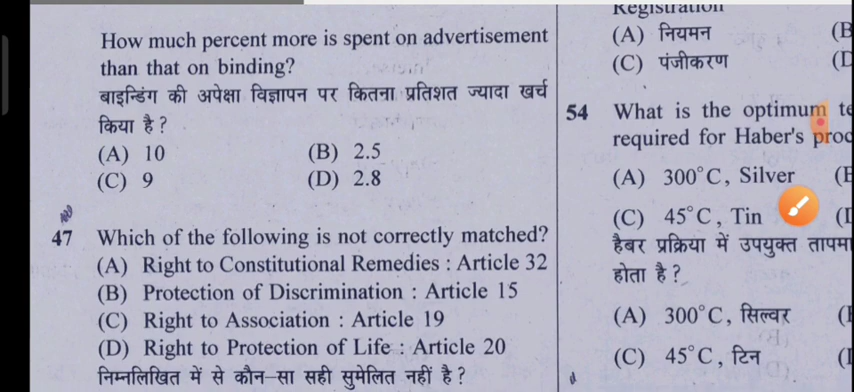 How much percent more is spent on advertisement
than that on binding?
बाइन्डिंग की अपेक्षा विज्ञापन पर कितना प्रतिशत ज्यादा खर्च
किया है ?
(A) 10 (B) 2.5
(C) 9 (D) 2.8
47 Which of the following is not correctly matched?
(A) Right to Constitutional Remedies : Article 32
(B) Protection of Discrimination : Article 15
(C) Right to Association : Article 19
(D) Right to Protection of Life : Article 20
निम्नलिखित में से कौन-सा सही सुमेलित नहीं है ?
Registration
(A) नियमन (B
(C) पंजीकरण (D
54 What is the optimum te
required for Haber's proc
(A) 300°C, Silver
(C) 45°C, Tin
हैबर प्रक्रिया में उपयुक्त तापमा
होता है ?
(A) 300°C, सिल्वर
(C) 45°C, टिन